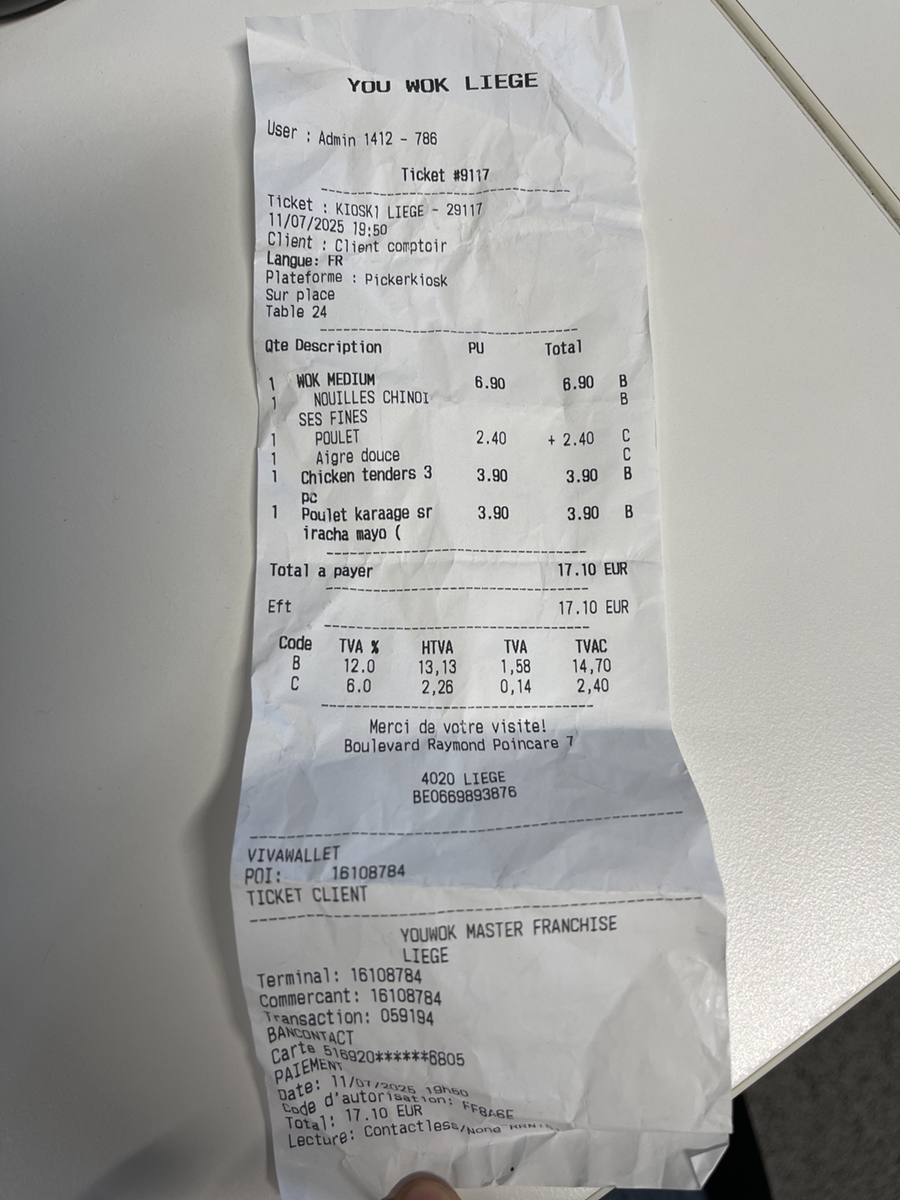 YOU WOK LIEGE
User : Admin 1412 - 786
Ticket #9117
Ticket : KIOSK1 LIEGE - 29117
11/07/2025 19:50
Client : Client comptoir
Langue: FR
Plateforme : Pickerkiosk
Sur place
Table 24
Qte Description PU Total
1 WOK MEDIUM 6.90 6.90 B
1 NOUILLES CHINOI B
SES FINES
1 POULET 2.40 + 2.40 C
1 Aigre douce C
1 Chicken tenders 3 3.90 3.90 B
pc
1 Poulet karaage sr 3.90 3.90 B
iracha mayo (
Total a payer 17.10 EUR
Eft 17.10 EUR
Code TVA % HTVA TVA TVAC
B 12.0 13,13 1,58 14,70
C 6.0 2,26 0,14 2,40
Merci de votre visite!
Boulevard Raymond Poincare 7
4020 LIEGE
BE0669893876
VIVAWALLET
POI: 16108784
TICKET CLIENT
YOUWOK MASTER FRANCHISE
LIEGE
Terminal: 16108784
Commercant: 16108784
Transaction: 059194
BANCONTACT
Carte 516920******6805
PAIEMENT
Date: 11/07/2025 19h50
Code d'autorisation: FF8A6E
Total: 17.10 EUR
Lecture: Contactless/None